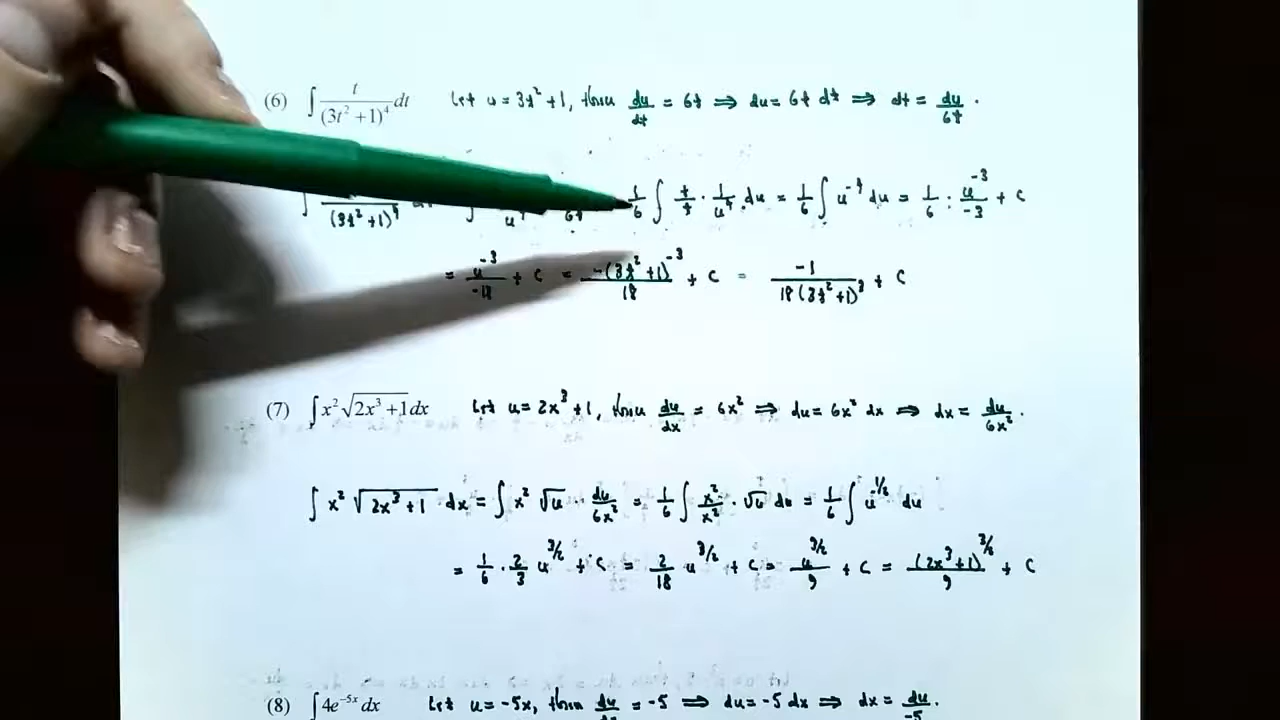 (6) ∫ t/(3t² +1)⁴ dt Let u = 3t² + 1, then du/dt = 6t ⇒ du = 6t dt ⇒ dt = du/6t .
∫ /(3t² +1)⁴ u⁴ 6t 1/6 ∫ t/t · 1/u⁴ · du = 1/6 ∫ u⁻⁴ du = 1/6 · u⁻³/-3 + C
= u⁻³/-18 + C = -(3t² +1)⁻³/18 + C = -1/18(3t² +1)³ + C
(7) ∫ x² √(2x³ +1) dx Let u = 2x³ + 1, then du/dx = 6x² ⇒ du = 6x² dx ⇒ dx = du/6x² .
∫ x² √(2x³ +1) · dx = ∫ x² √u · du/6x² = 1/6 ∫ x²/x² · √u du = 1/6 ∫ u^1/2 du
= 1/6 · 2/3 u^3/2 + C = 2/18 u^3/2 + C = u^3/2/9 + C = (2x³ +1)^3/2/9 + C
(8) ∫ 4e^-5x dx Let u = -5x, then du/dx = -5 ⇒ du = -5 dx ⇒ dx = du/-5 .